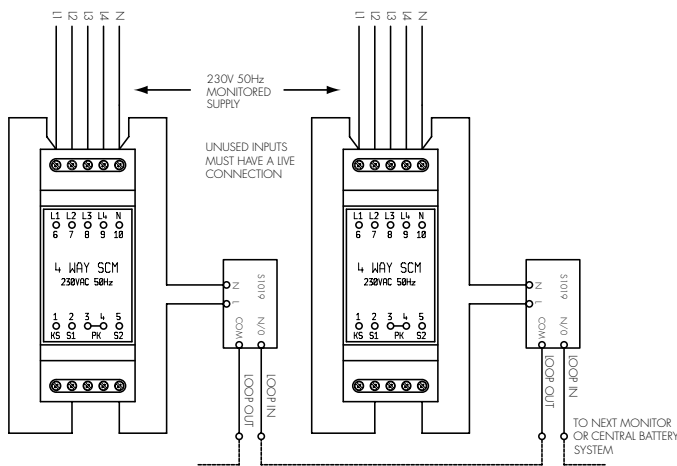 L1 L2 L3 L4 N
L1 L2 L3 L4 N
230V 50Hz
MONITORED
SUPPLY
UNUSED INPUTS
MUST HAVE A LIVE
CONNECTION
L1 L2 L3 L4 N
6 7 8 9 10
4 WAY SCM
230VAC 50Hz
1 2 3 4 5
KS S1 PK S2
N
L
S1019
COM
N/O
LOOP OUT
LOOP IN
L1 L2 L3 L4 N
6 7 8 9 10
4 WAY SCM
230VAC 50Hz
1 2 3 4 5
KS S1 PK S2
N
L
S1019
COM
N/O
LOOP OUT
LOOP IN
TO NEXT MONITOR
OR CENTRAL BATTERY
SYSTEM